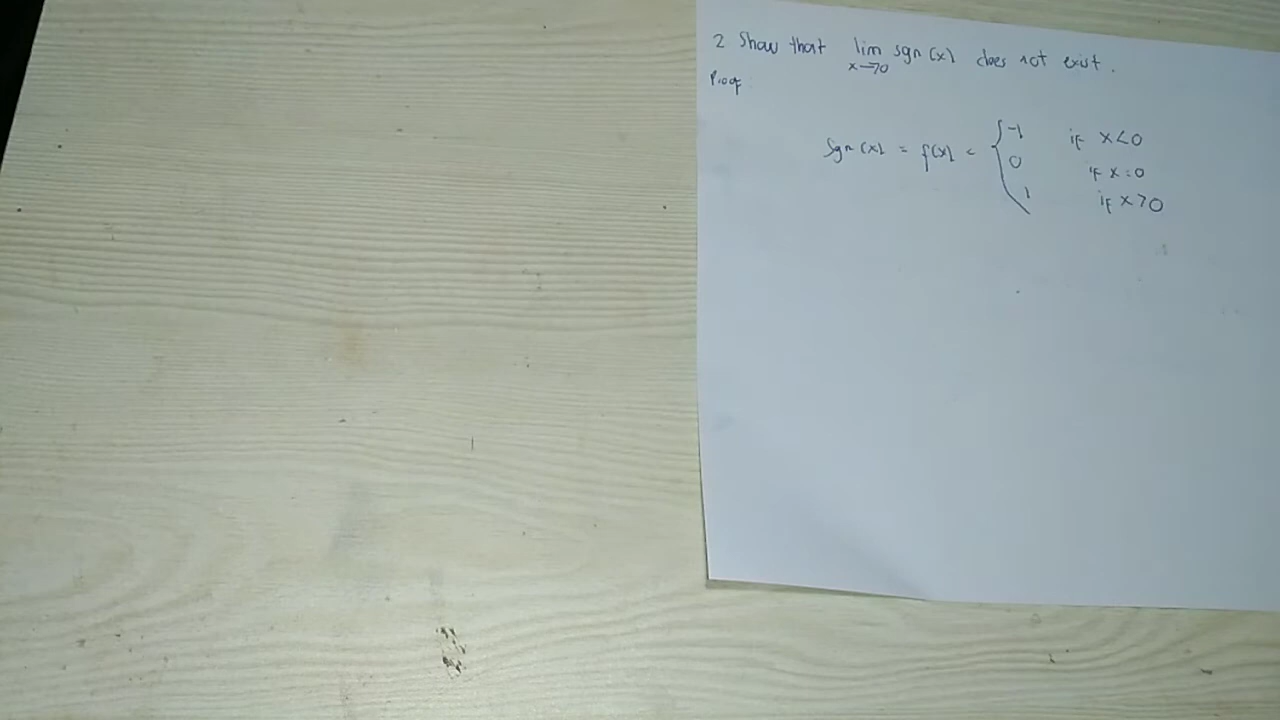 2 Show that lim sgn(x) does not exist.
x→0
Proof
Sgn(x) = f(x) = { -1 if x<0
0 if x=0
1 if x>0